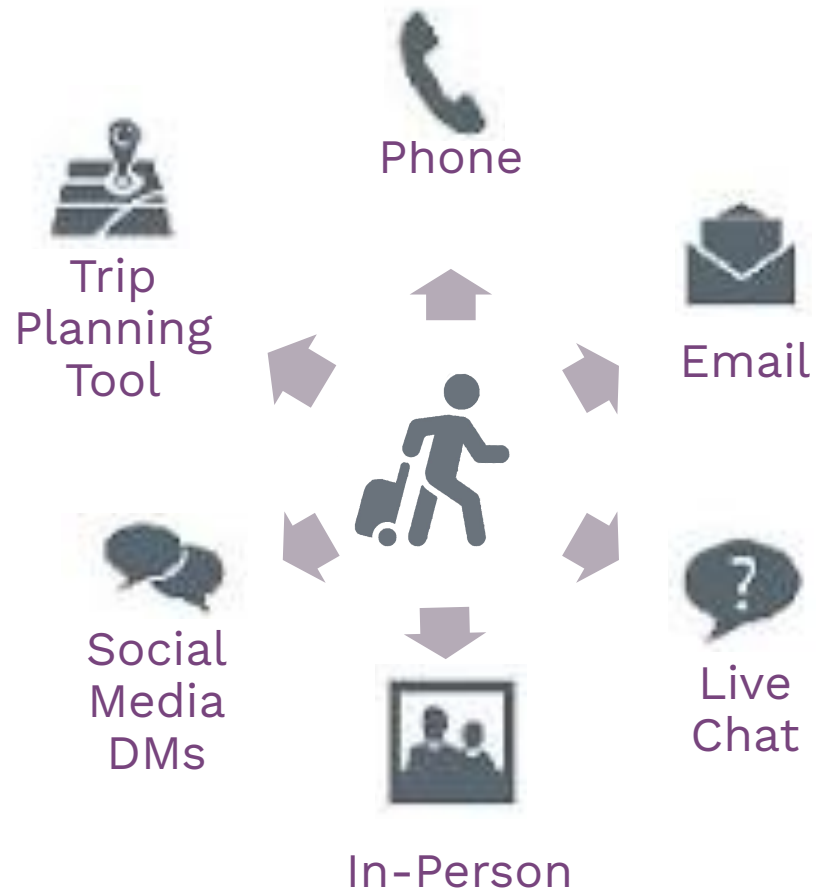 Phone
Trip
Planning
Tool
Email
Social
Media
DMs
Live
Chat
In-Person